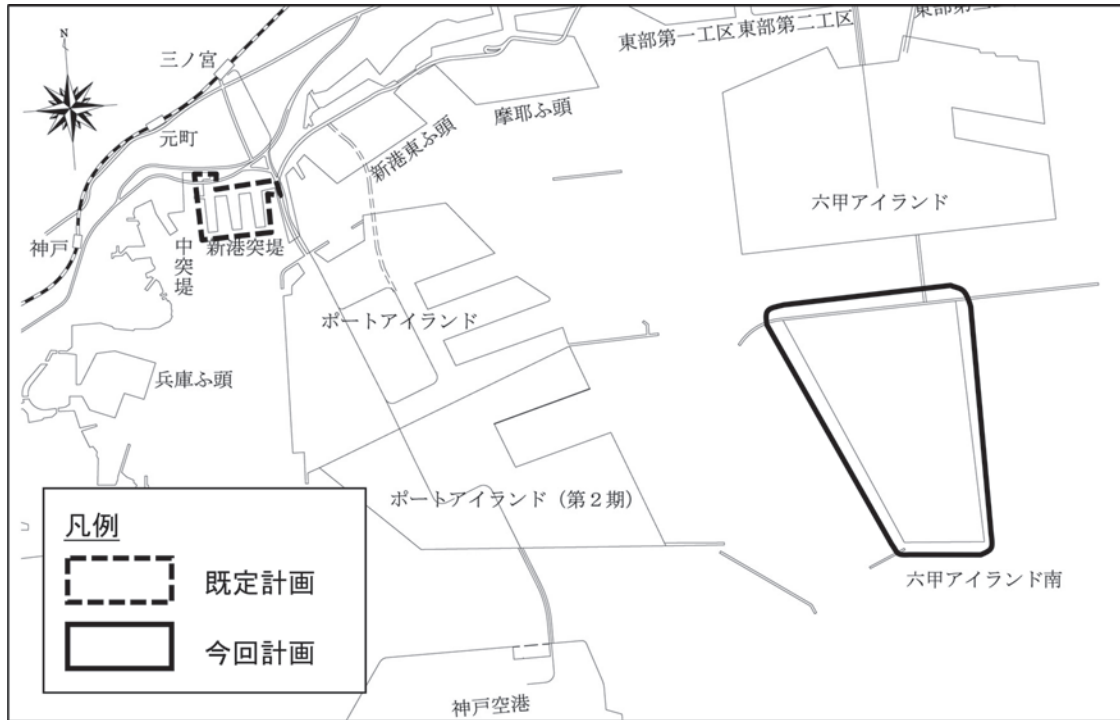 N
三ノ宮
元町
神戸
中突堤
新港突堤
兵庫ふ頭
新港東ふ頭
摩耶ふ頭
東部第一工区
東部第二工区
六甲アイランド
ポートアイランド
ポートアイランド（第２期）
六甲アイランド南
神戸空港
凡例
既定計画
今回計画